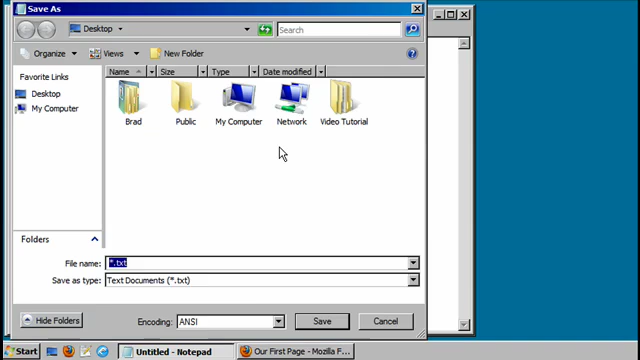 Save As
Desktop
Search
Organize Views New Folder
Favorite Links
Desktop
My Computer
Name Size Type Date modified
Brad Public My Computer Network Video Tutorial
Folders
File name: *.txt
Save as type: Text Documents (*.txt)
Hide Folders Encoding: ANSI Save Cancel
Start Untitled - Notepad Our First Page - Mozilla F...